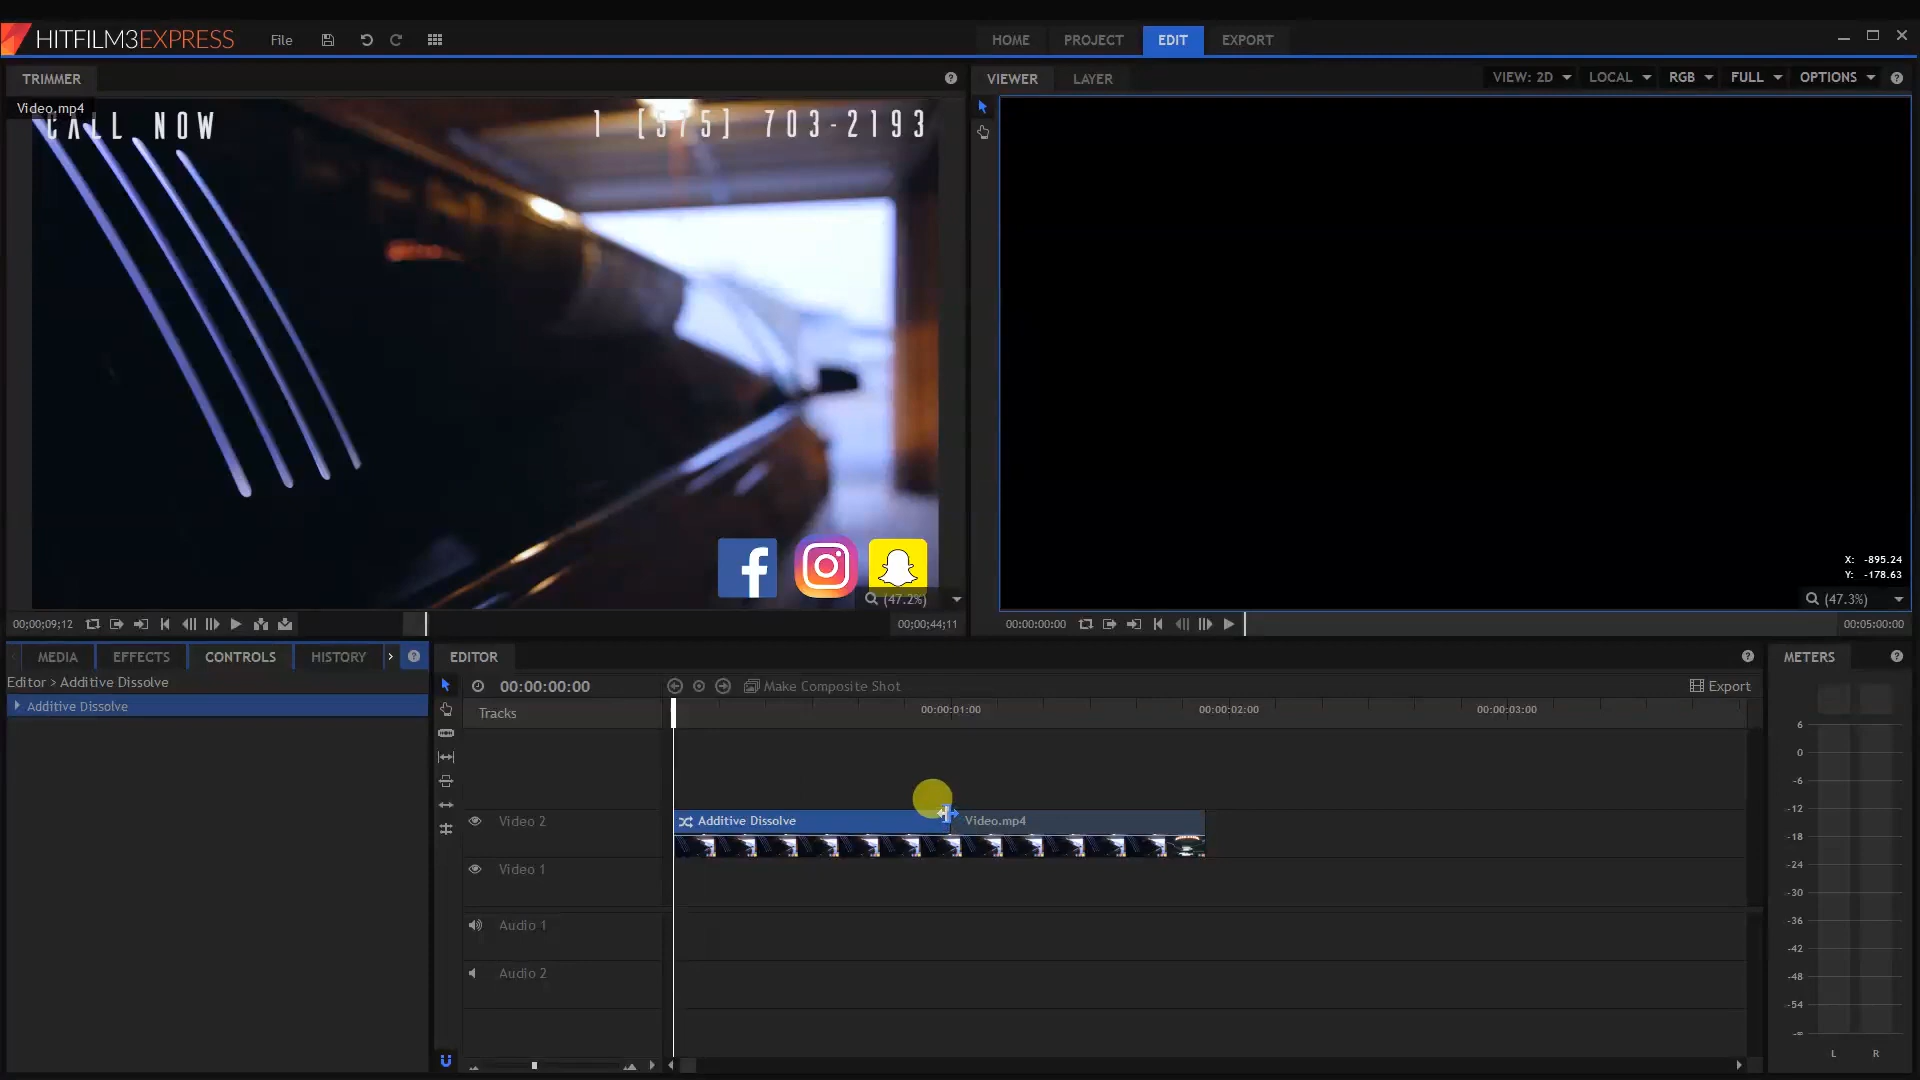 HITFILM3EXPRESS File HOME PROJECT EDIT EXPORT
TRIMMER
Video.mp4
CALL NOW 1 [575] 703-2193
f
(47.2%)
00;00;09;12 00;00;44;11
VIEWER LAYER VIEW: 2D LOCAL RGB FULL OPTIONS
X: -895.24
Y: -178.63
(47.3%)
00:00:00:00 00:05:00:00
MEDIA EFFECTS CONTROLS HISTORY
Editor > Additive Dissolve
Additive Dissolve
EDITOR
00:00:00:00 Make Composite Shot Export
Tracks 00:00:01:00 00:00:02:00 00:00:03:00
Video 2 Additive Dissolve Video.mp4
Video 1
Audio 1
Audio 2
METERS
6
0
-6
-12
-18
-24
-30
-36
-42
-48
-54
-∞
L R